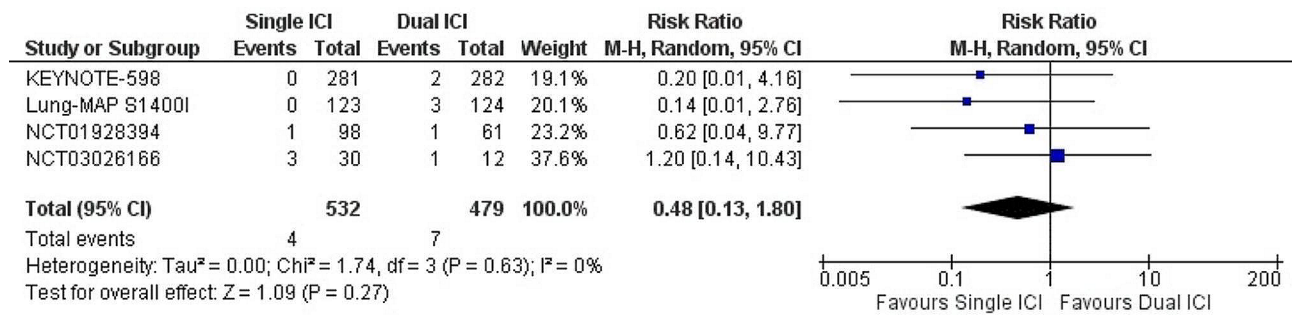 Single ICI Dual ICI Risk Ratio Risk Ratio
Study or Subgroup Events Total Events Total Weight M-H, Random, 95% CI M-H, Random, 95% CI
KEYNOTE-598 0 281 2 282 19.1% 0.20 [0.01, 4.16]
Lung-MAP S1400I 0 123 3 124 20.1% 0.14 [0.01, 2.76]
NCT01928394 1 98 1 61 23.2% 0.62 [0.04, 9.77]
NCT03026166 3 30 1 12 37.6% 1.20 [0.14, 10.43]
Total (95% CI) 532 479 100.0% 0.48 [0.13, 1.80]
Total events 4 7
Heterogeneity: Tau² = 0.00; Chi² = 1.74, df = 3 (P = 0.63); I² = 0%
Test for overall effect: Z = 1.09 (P = 0.27)
0.005 0.1 1 10 200
Favours Single ICI Favours Dual ICI